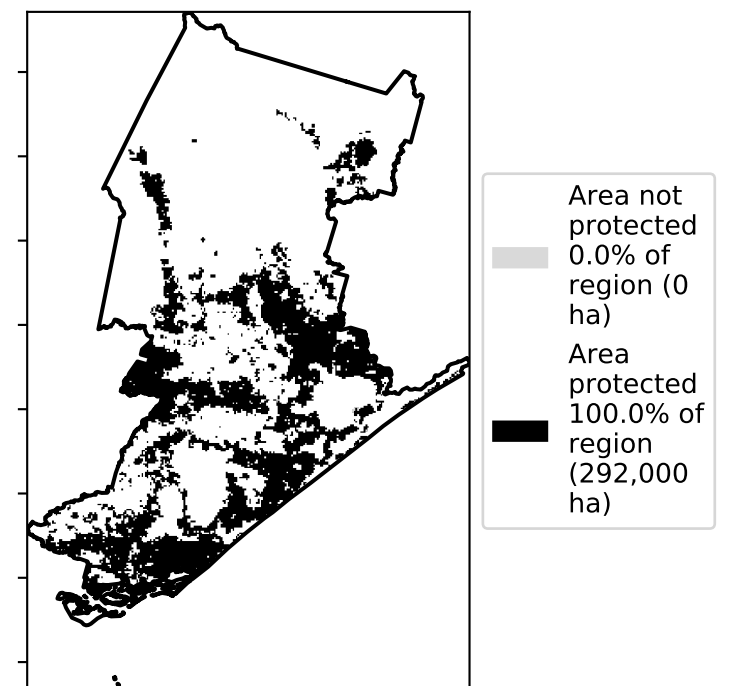 Area not
protected
0.0% of
region (0
ha)
Area
protected
100.0% of
region
(292,000
ha)